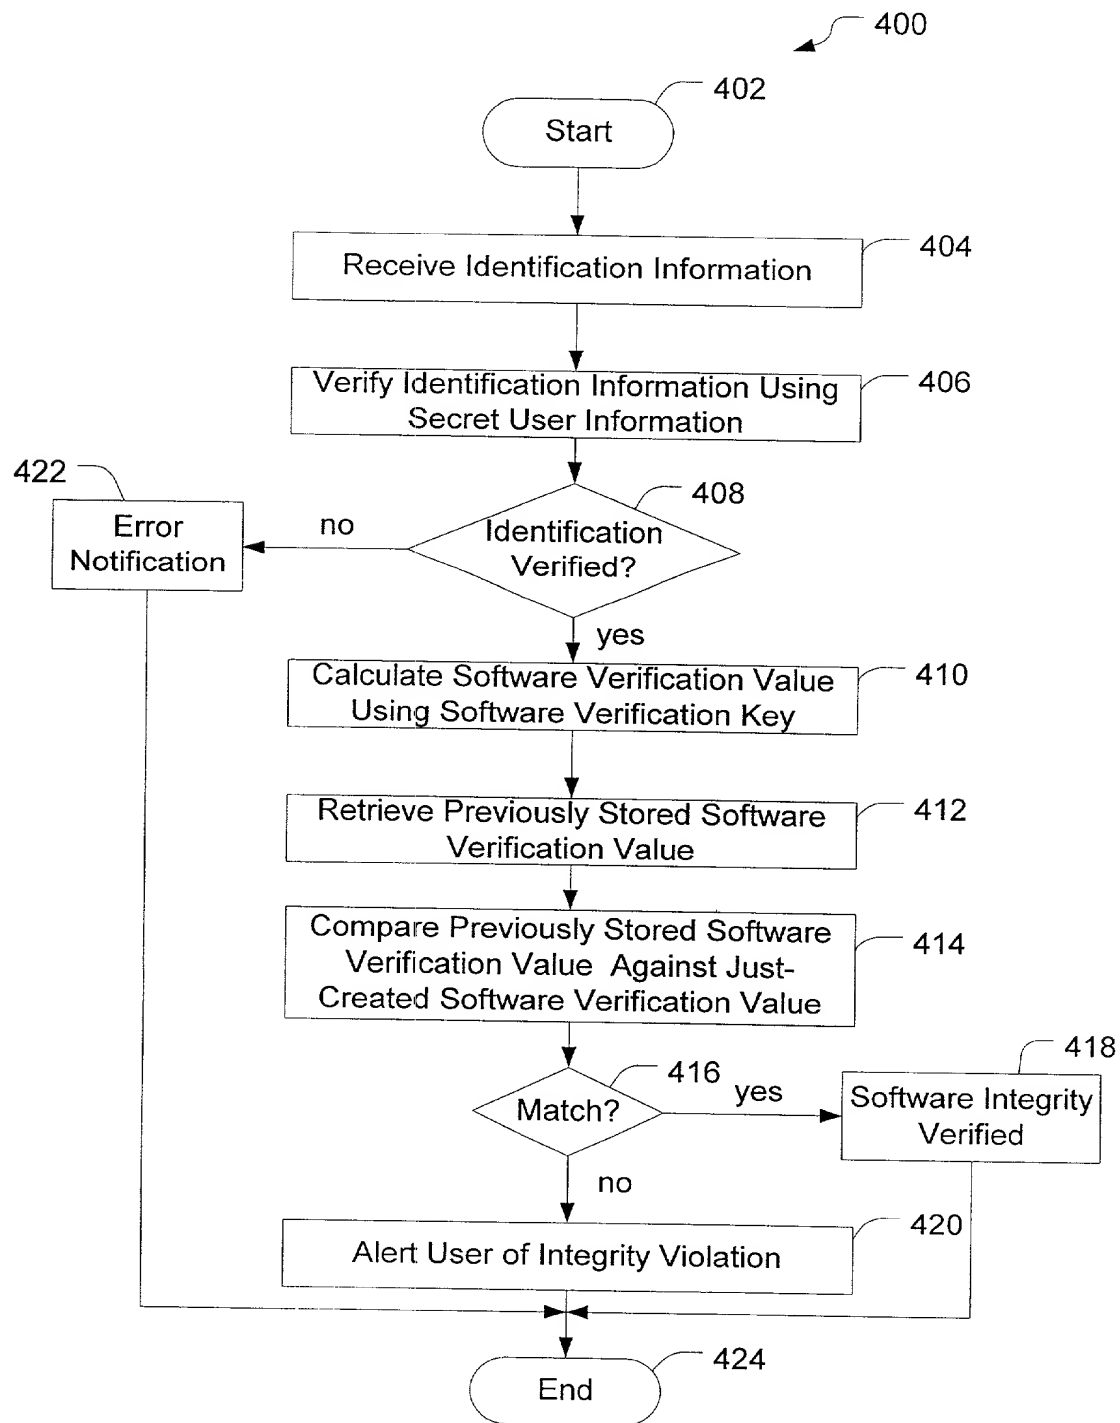 400
402
Start
404
Receive Identification Information
406
Verify Identification Information Using
Secret User Information
422
408
Error
Notification
no
Identification
Verified?
yes
410
Calculate Software Verification Value
Using Software Verification Key
412
Retrieve Previously Stored Software
Verification Value
414
Compare Previously Stored Software
Verification Value Against Just-
Created Software Verification Value
416
418
Match?
yes
Software Integrity
Verified
no
420
Alert User of Integrity Violation
424
End